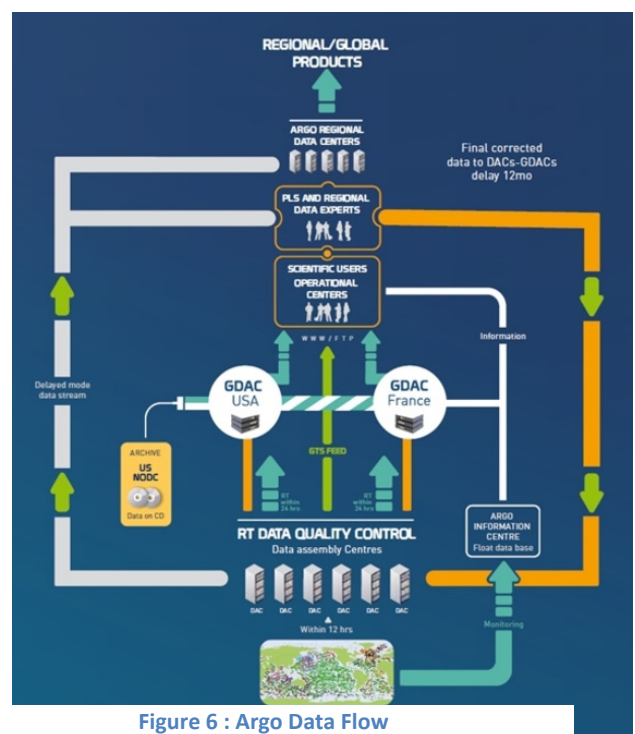 REGIONAL/GLOBAL
PRODUCTS
ARGO REGIONAL
DATA CENTERS
Final corrected
data to DACs-GDACs
delay 12mo
PLS AND REGIONAL
DATA EXPERTS
SCIENTIFIC USERS
OPERATIONAL
CENTERS
WWW/FTP
Information
Delayed mode
data stream
GDAC
USA
GDAC
France
ARCHIVE
US
NODC
Data on CD
GTS FEED
RT
within
24 hrs
RT
within
24 hrs
ARGO
INFORMATION
CENTRE
Float data base
RT DATA QUALITY CONTROL
Data assembly Centres
DAC DAC DAC DAC DAC DAC
Within 12 hrs
Monitoring
Figure 6 : Argo Data Flow